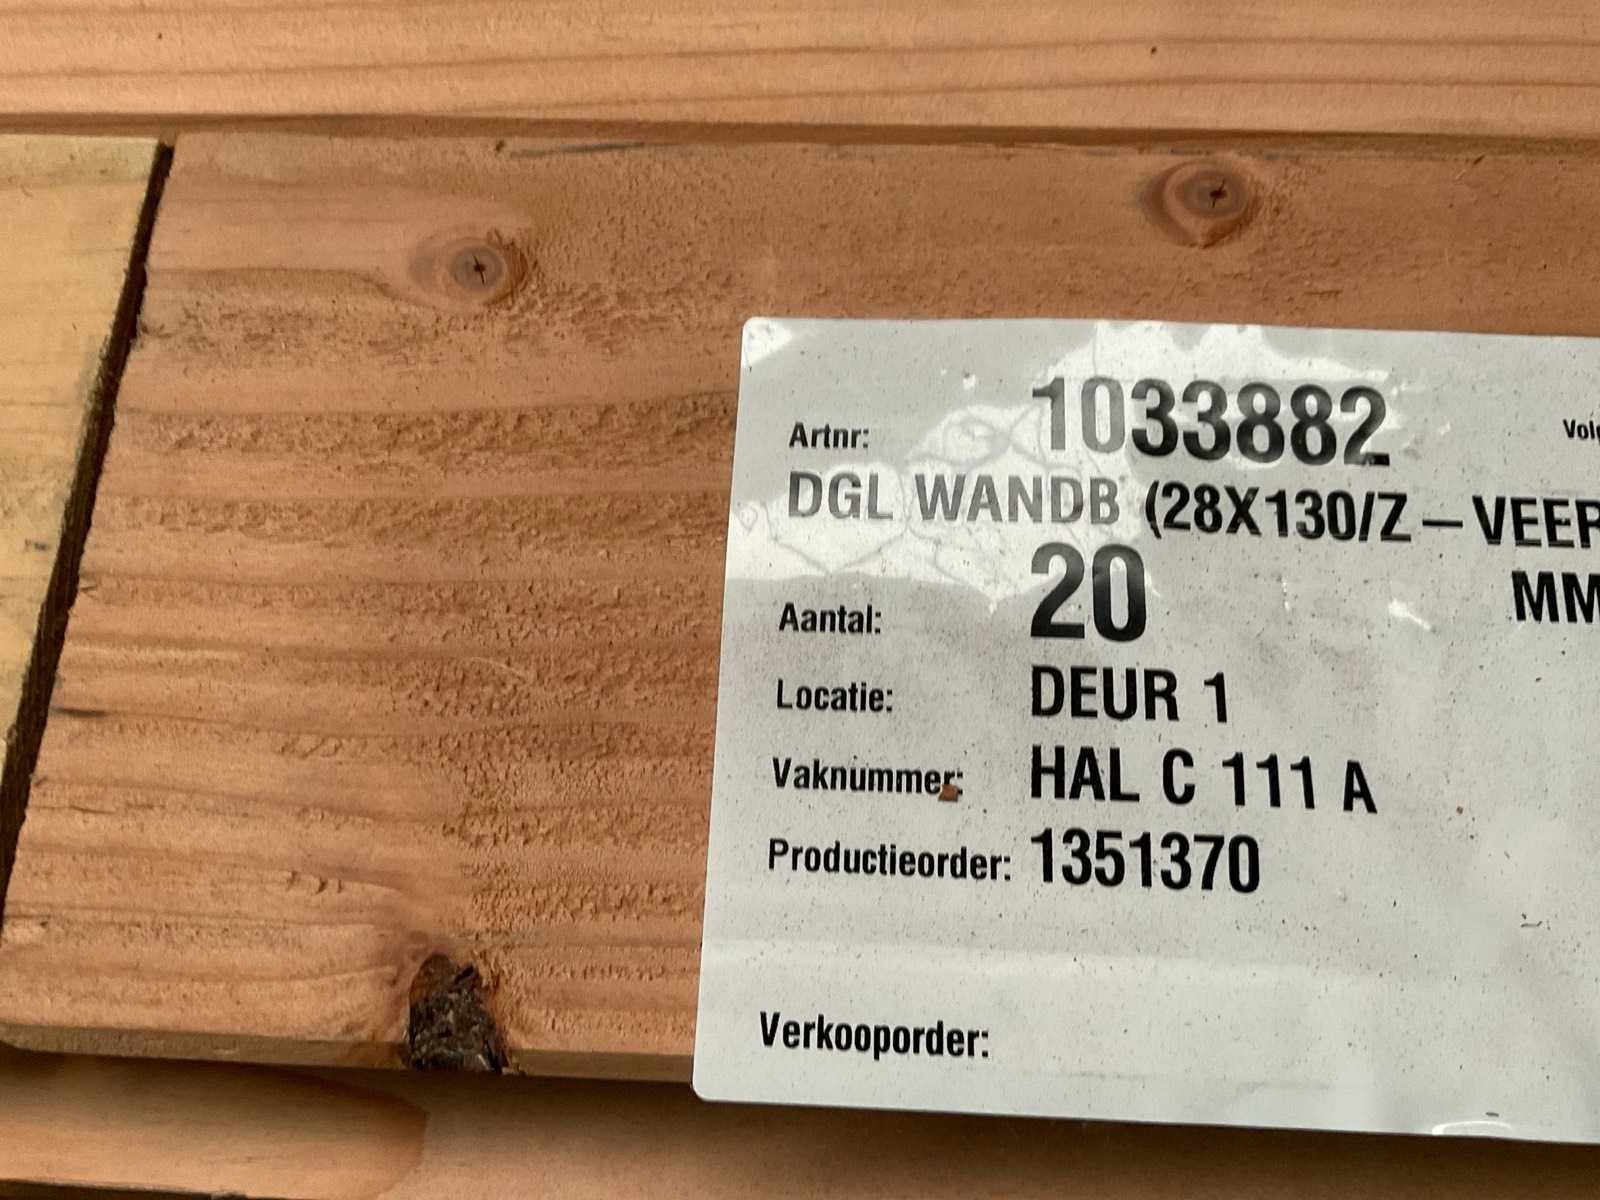 Artnr: 1033882
DGL WANDB (28X130/Z – VEER
Aantal: 20 MM
Locatie: DEUR 1
Vaknummer: HAL C 111 A
Productieorder: 1351370
Verkooporder: